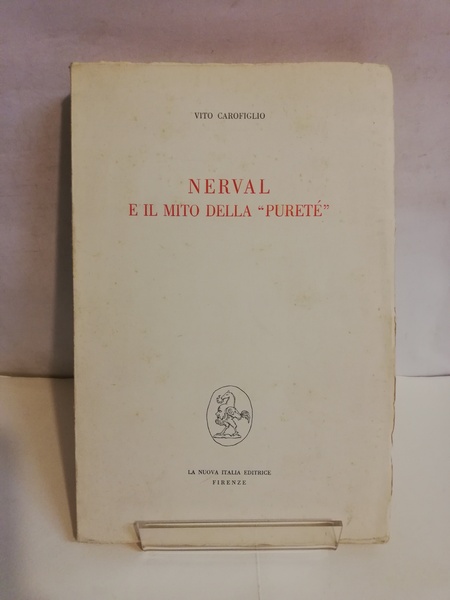 VITO CAROFIGLIO
NERVAL
E IL MITO DELLA “PURETÉ”
LA NUOVA ITALIA EDITRICE
FIRENZE